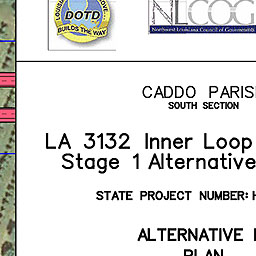 DOTD
BUILDS THE WAY
NLCOG
Northwest Louisiana Council of Governments
CADDO PARIS
SOUTH SECTION
LA 3132 Inner Loop
Stage 1 Alternative
STATE PROJECT NUMBER: H
ALTERNATIVE
PLAN